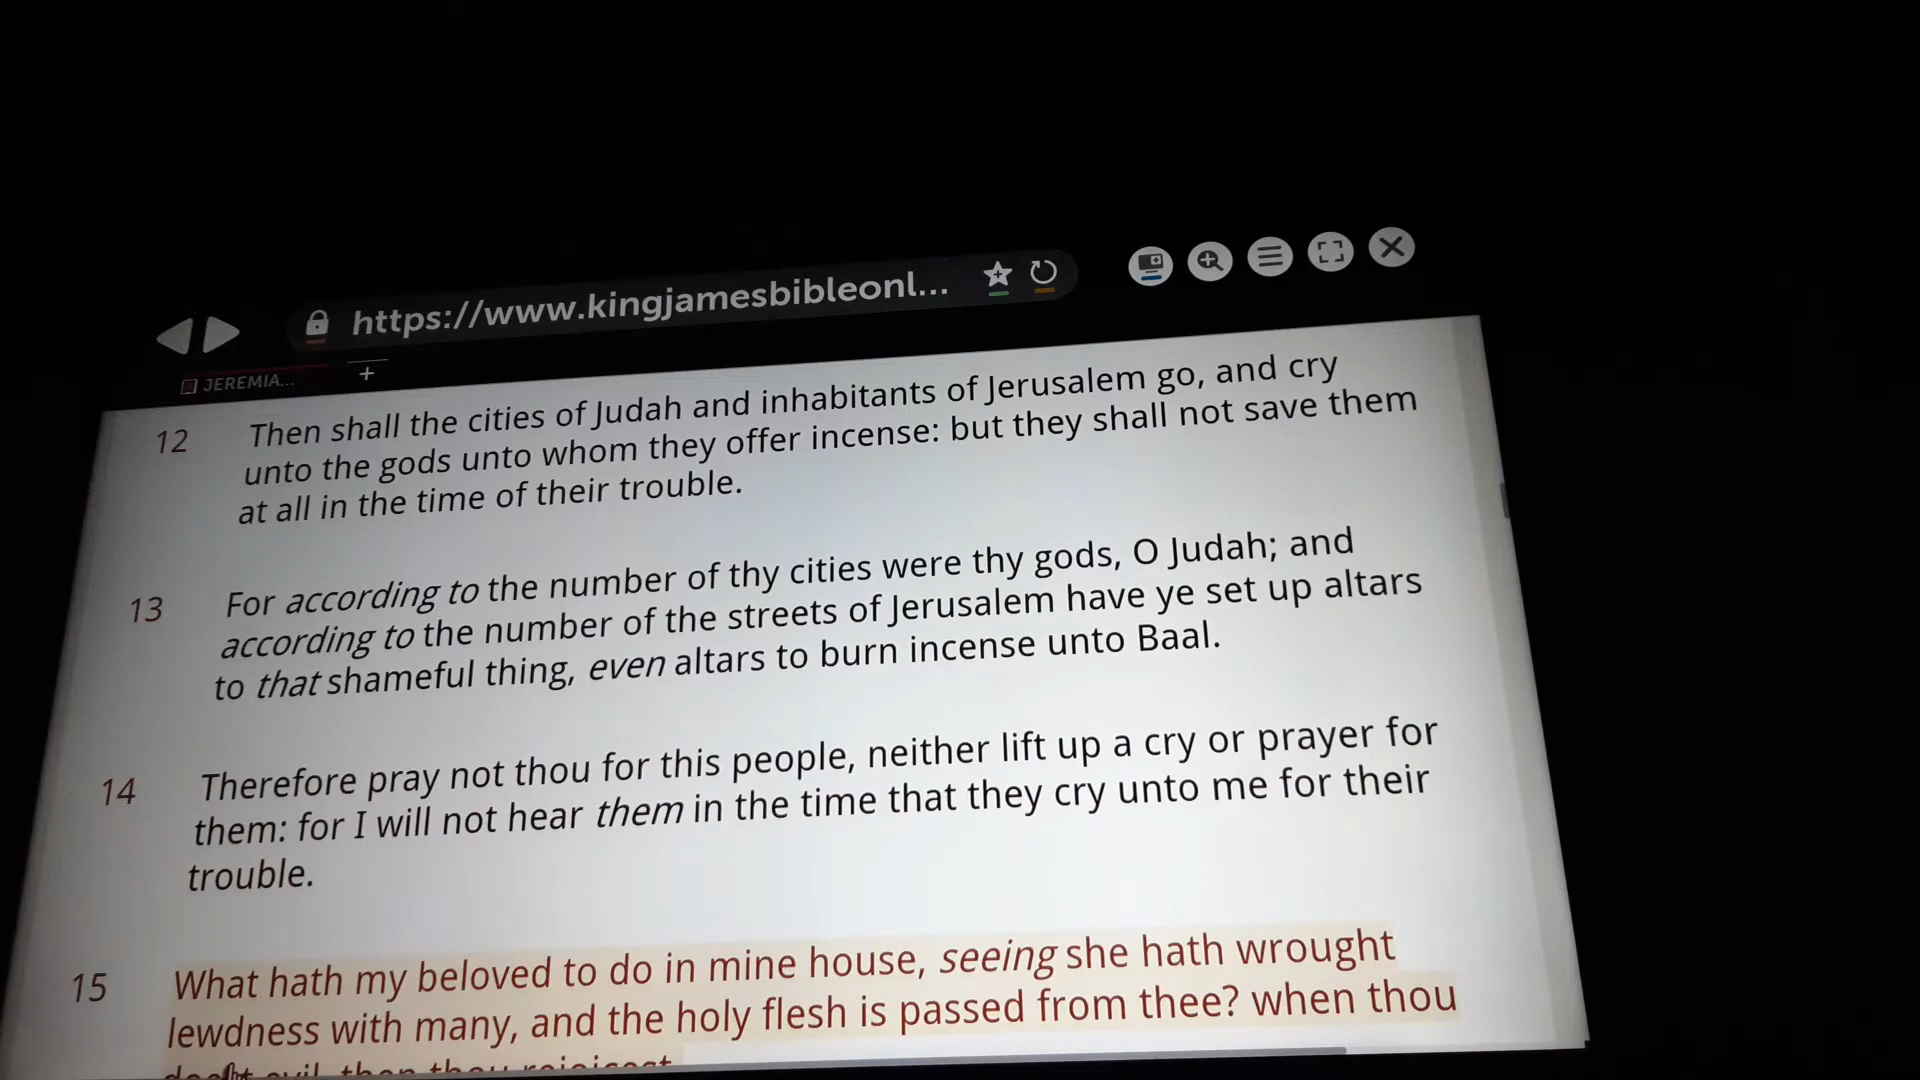 https://www.kingjamesbibleonl...
JEREMIA...
+
12 Then shall the cities of Judah and inhabitants of Jerusalem go, and cry
unto the gods unto whom they offer incense: but they shall not save them
at all in the time of their trouble.
13 For according to the number of thy cities were thy gods, O Judah; and
according to the number of the streets of Jerusalem have ye set up altars
to that shameful thing, even altars to burn incense unto Baal.
14 Therefore pray not thou for this people, neither lift up a cry or prayer for
them: for I will not hear them in the time that they cry unto me for their
trouble.
15 What hath my beloved to do in mine house, seeing she hath wrought
lewdness with many, and the holy flesh is passed from thee? when thou
evil, then thou rejoicest